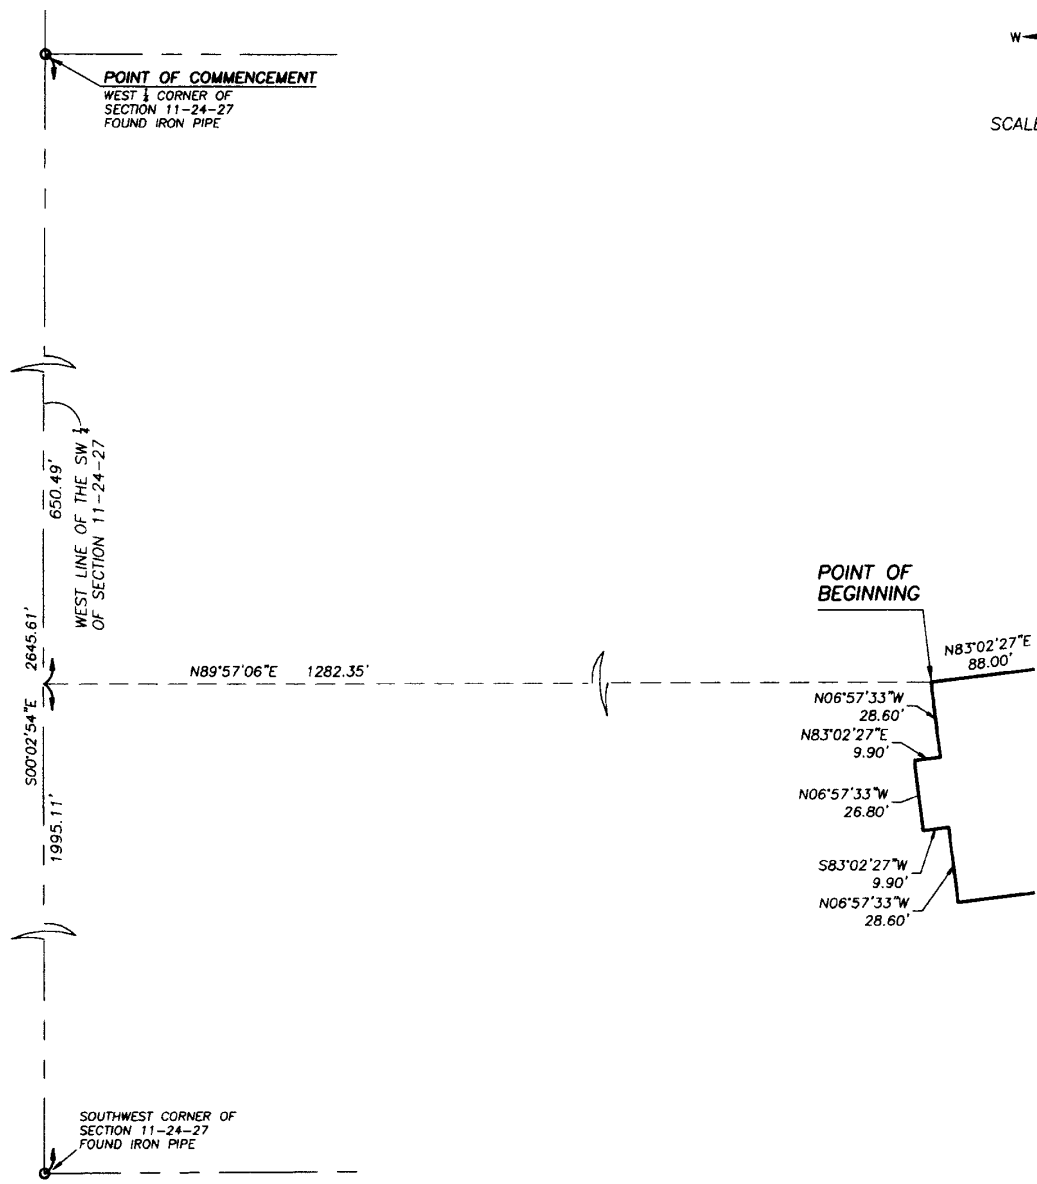 W
SCALE
POINT OF COMMENCEMENT
WEST ¼ CORNER OF
SECTION 11-24-27
FOUND IRON PIPE
WEST LINE OF THE SW ¼
OF SECTION 11-24-27
650.49'
2645.61'
S00°02'54"E
1995.11'
N89°57'06"E 1282.35'
POINT OF
BEGINNING
N83°02'27"E
88.00'
N06°57'33"W
28.60'
N83°02'27"E
9.90'
N06°57'33"W
26.80'
S83°02'27"W
9.90'
N06°57'33"W
28.60'
SOUTHWEST CORNER OF
SECTION 11-24-27
FOUND IRON PIPE